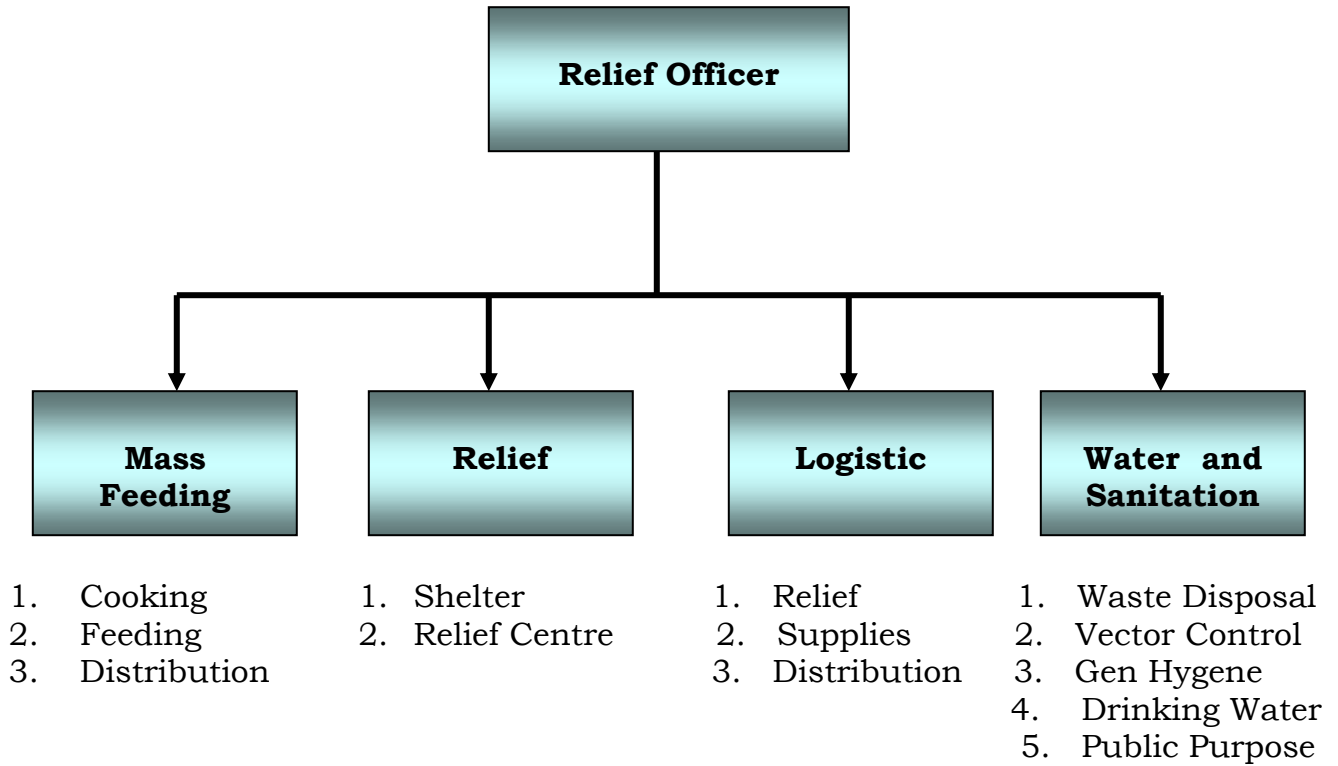 Relief Officer
Mass
Feeding
Relief
Logistic
Water and
Sanitation
1. Cooking
2. Feeding
3. Distribution
1. Shelter
2. Relief Centre
1. Relief
2. Supplies
3. Distribution
1. Waste Disposal
2. Vector Control
3. Gen Hygene
4. Drinking Water
5. Public Purpose